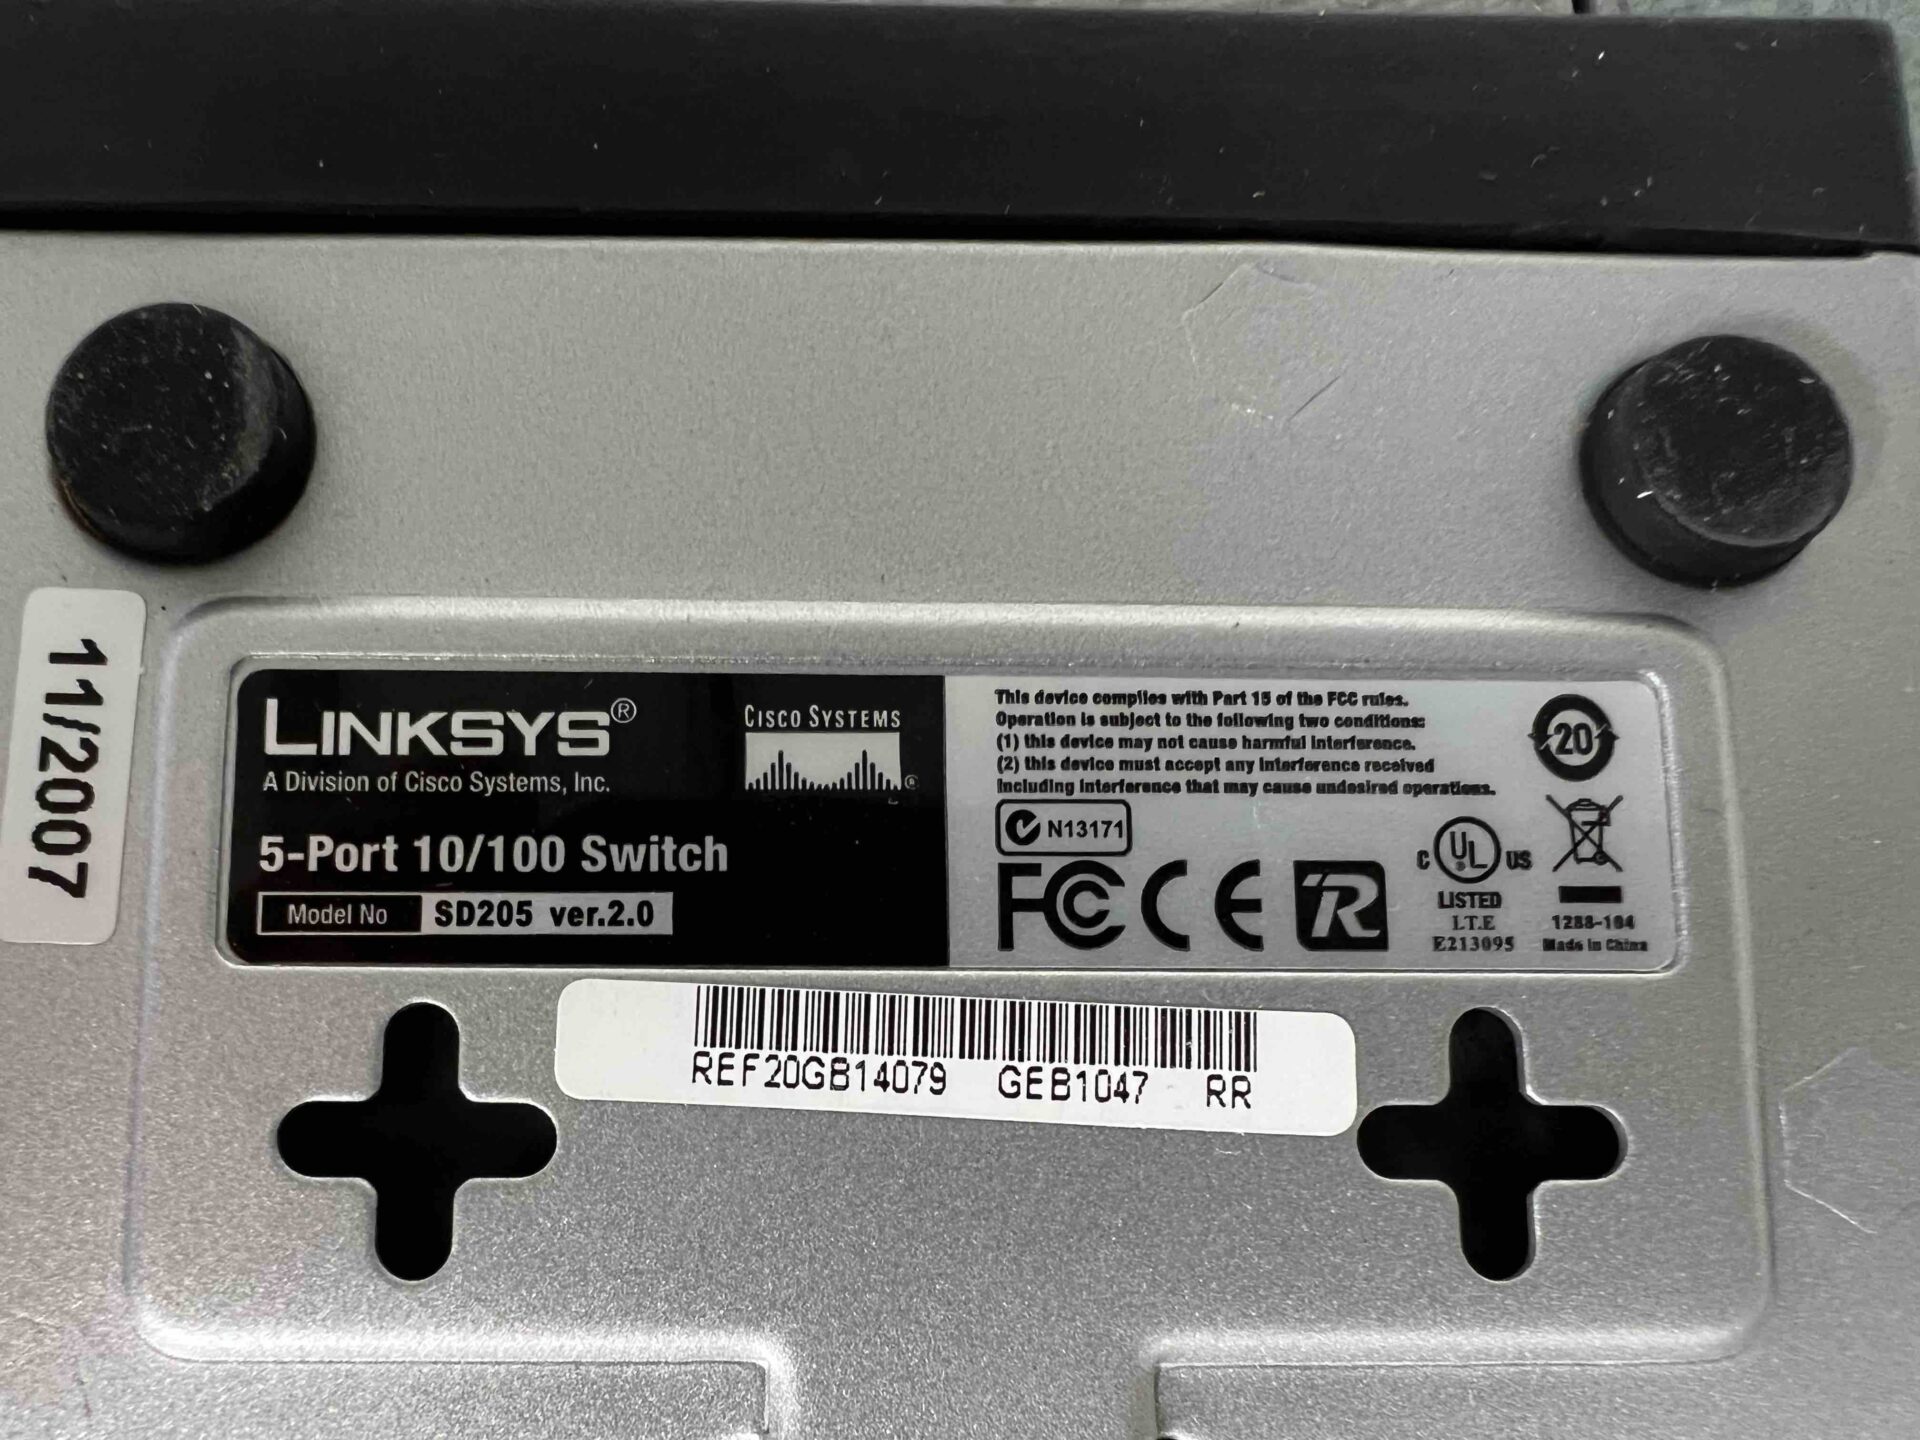 11/2007
LINKSYS®
A Division of Cisco Systems, Inc.
CISCO SYSTEMS
®
5-Port 10/100 Switch
Model No SD205 ver.2.0
This device complies with Part 15 of the FCC rules.
Operation is subject to the following two conditions:
(1) this device may not cause harmful interference.
(2) this device must accept any interference received
including interference that may cause undesired operations.
20
N13171
FC CE R
C UL US
LISTED
I.T.E
E213095
1288-104
Made in China
REF20GB14079 GEB1047 RR